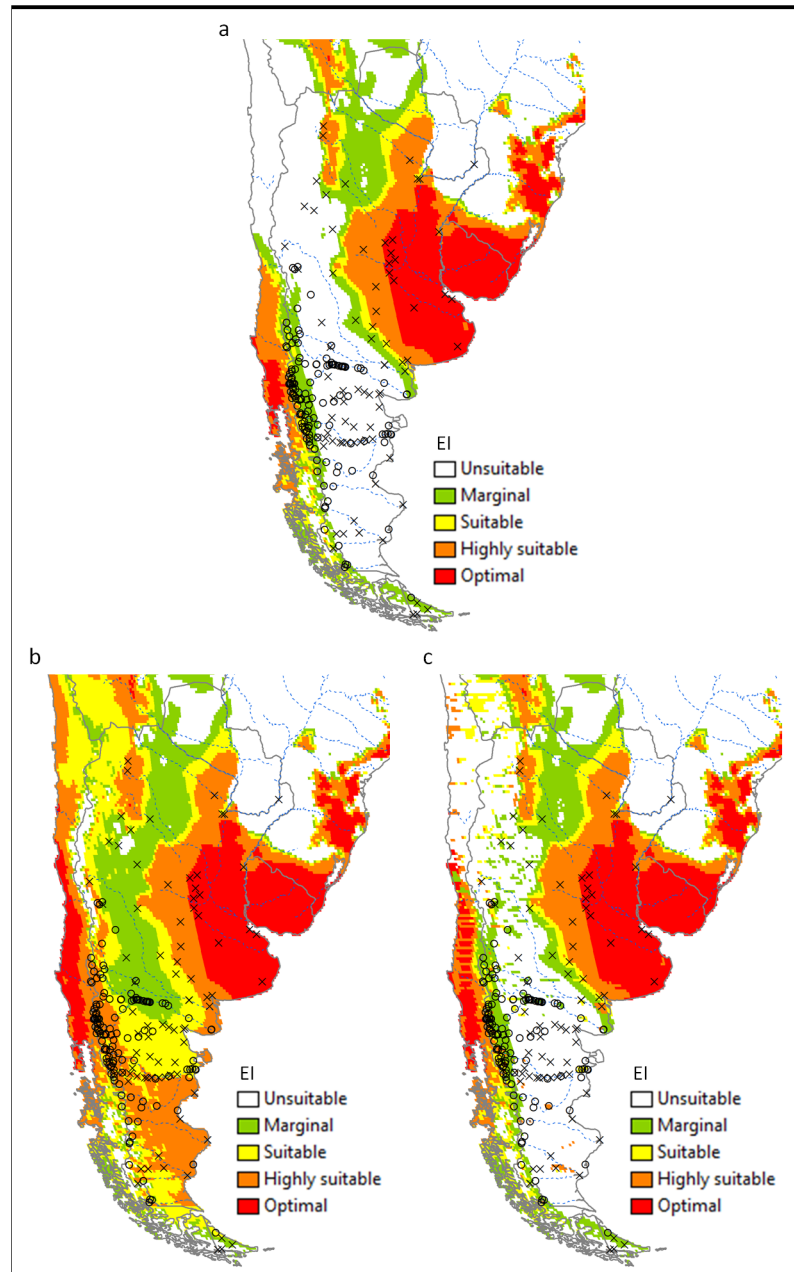 a
EI
Unsuitable
Marginal
Suitable
Highly suitable
Optimal
b
c
EI
Unsuitable
Marginal
Suitable
Highly suitable
Optimal
EI
Unsuitable
Marginal
Suitable
Highly suitable
Optimal